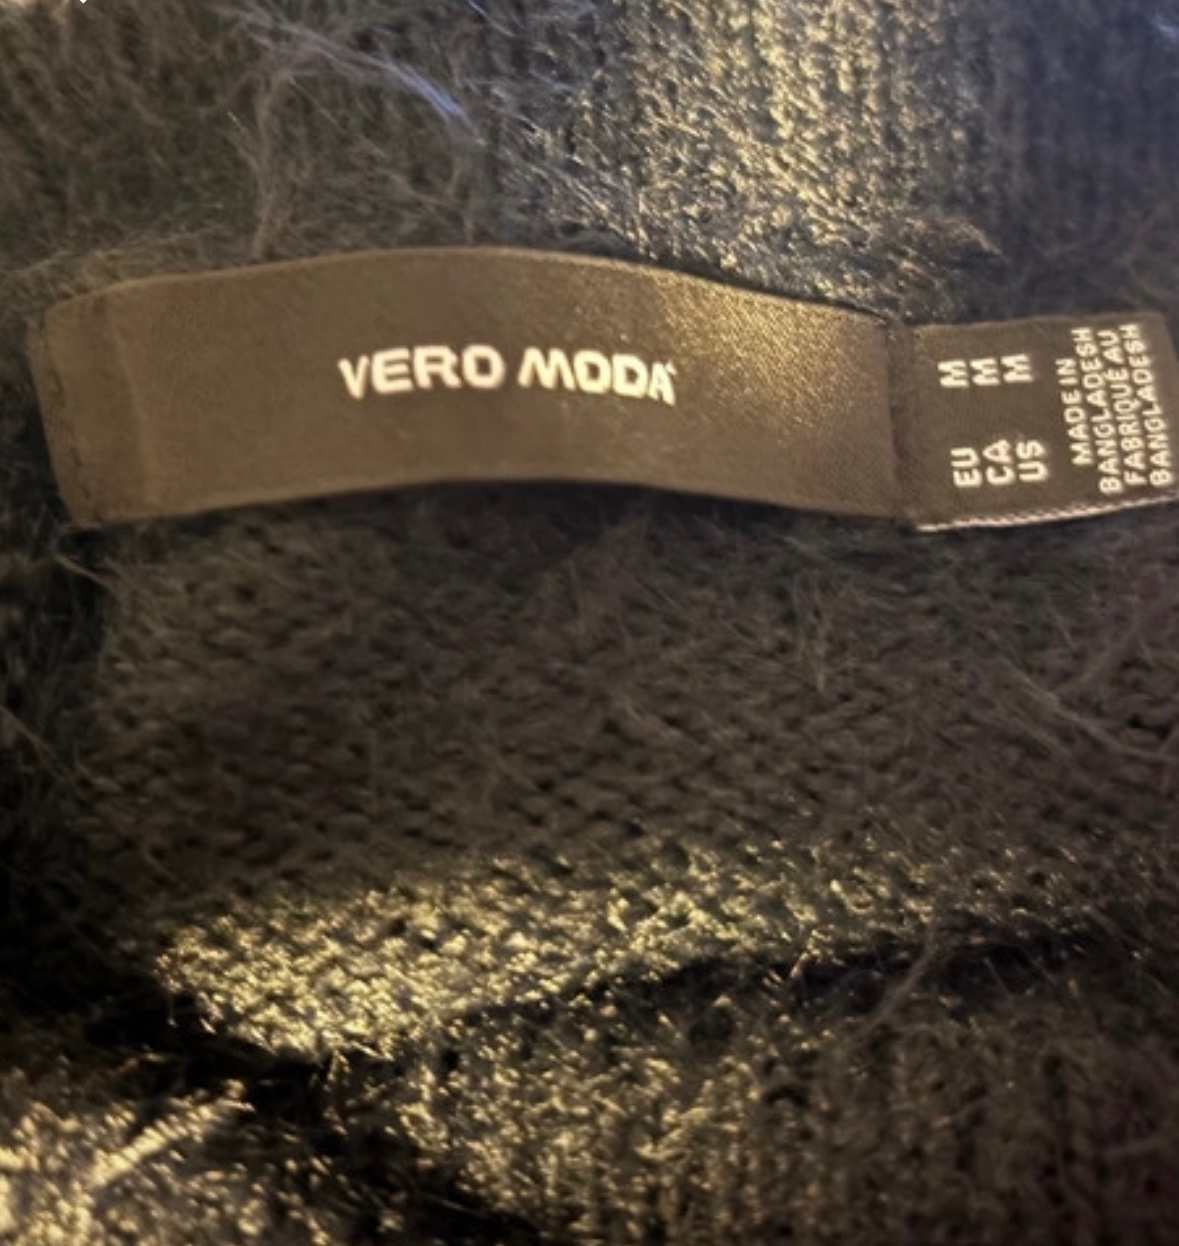 VERO MODA
EU M
CA M
US M
MADE IN
BANGLADESH
FABRIQUÉ AU
BANGLADESH